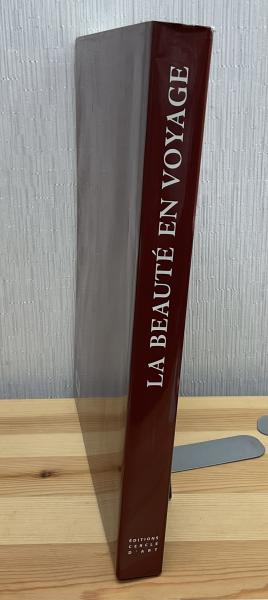 LA BEAUTÉ EN VOYAGE
ÉDITIONS
CERCLE
D'ART